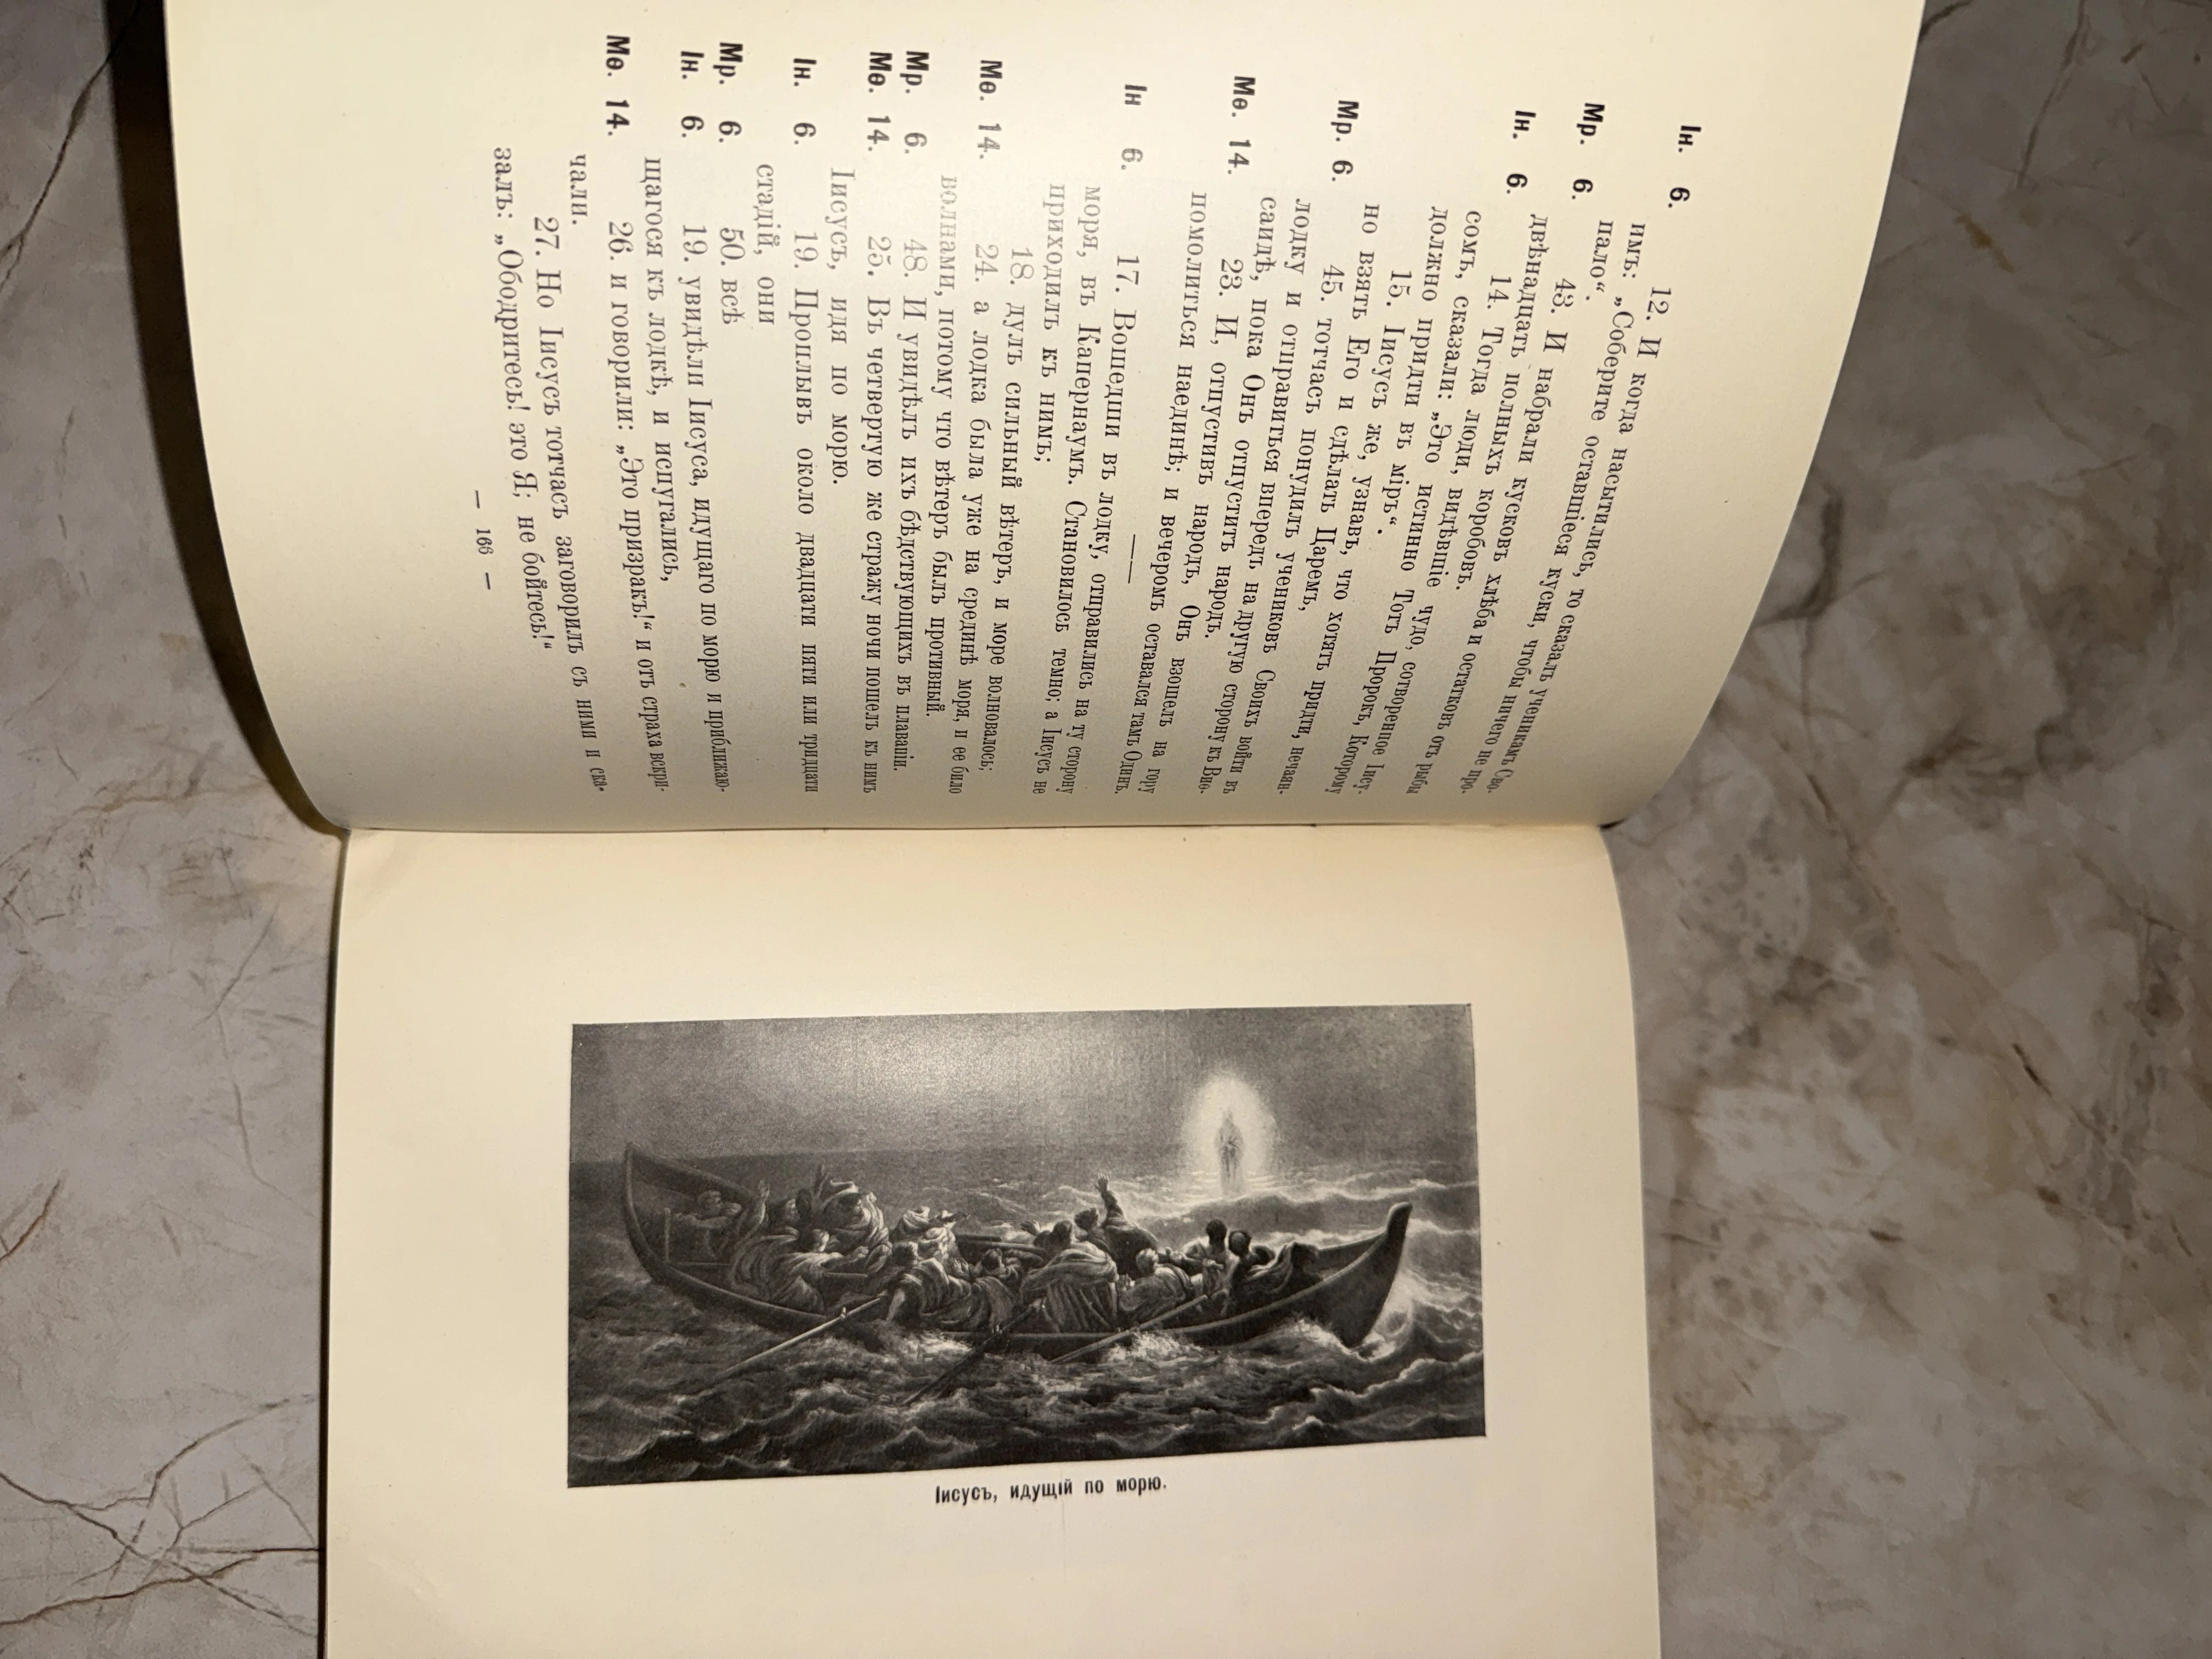 Ін. 6. 12. И когда насытились, то сказалъ ученикамъ Сво-
имъ: „Соберите оставшіеся куски, чтобы ничего не про-
пало“.
Мр. 6. 43. И набрали кусковъ хлѣба и остатковъ отъ рыбы
Ін. 6. двѣнадцать полныхъ коробовъ.
14. Тогда люди, видѣвшіе чудо, сотворенное Іису-
сомъ, сказали: „Это истинно Тотъ Пророкъ, Которому
должно придти въ міръ“.
15. Іисусъ же, узнавъ, что хотятъ придти, нечаян-
но взять Его и сдѣлать Царемъ,
Мр. 6. 45. тотчасъ понудилъ учениковъ Своихъ войти въ
лодку и отправиться впередъ на другую сторону къ Виѳ-
саидѣ, пока Онъ отпуститъ народъ.
Мѳ. 14. 23. И, отпустивъ народъ, Онъ взошелъ на гору
помолиться наединѣ; и вечеромъ оставался тамъ Одинъ.
Ін 6. 17. Вошедши въ лодку, отправились на ту сторону
моря, въ Капернаумъ. Становилось темно; а Іисусъ не
приходилъ къ нимъ;
18. дулъ сильный вѣтеръ, и море волновалось;
Мѳ. 14. 24. а лодка была уже на срединѣ моря, и ее било
волнами, потому что вѣтеръ былъ противный.
Мр. 6. 48. И увидѣлъ ихъ бѣдствующихъ въ плаваніи.
Мѳ. 14. 25. Въ четвертую же стражу ночи пошелъ къ нимъ
Іисусъ, идя по морю.
Ін. 6. 19. Проплывъ около двадцати пяти или тридцати
стадій, они
Мр. 6. 50. всѣ
Ін. 6. 19. увидѣли Іисуса, идущаго по морю и приближаю-
щагося къ лодкѣ, и испугались,
Мѳ. 14. 26. и говорили: „Это призракъ!“ и отъ страха вскри-
чали.
27. Но Іисусъ тотчасъ заговорилъ съ ними и ска-
залъ: „Ободритесь! это Я; не бойтесь!“
— 166 —
Іисусъ, идущій по морю.